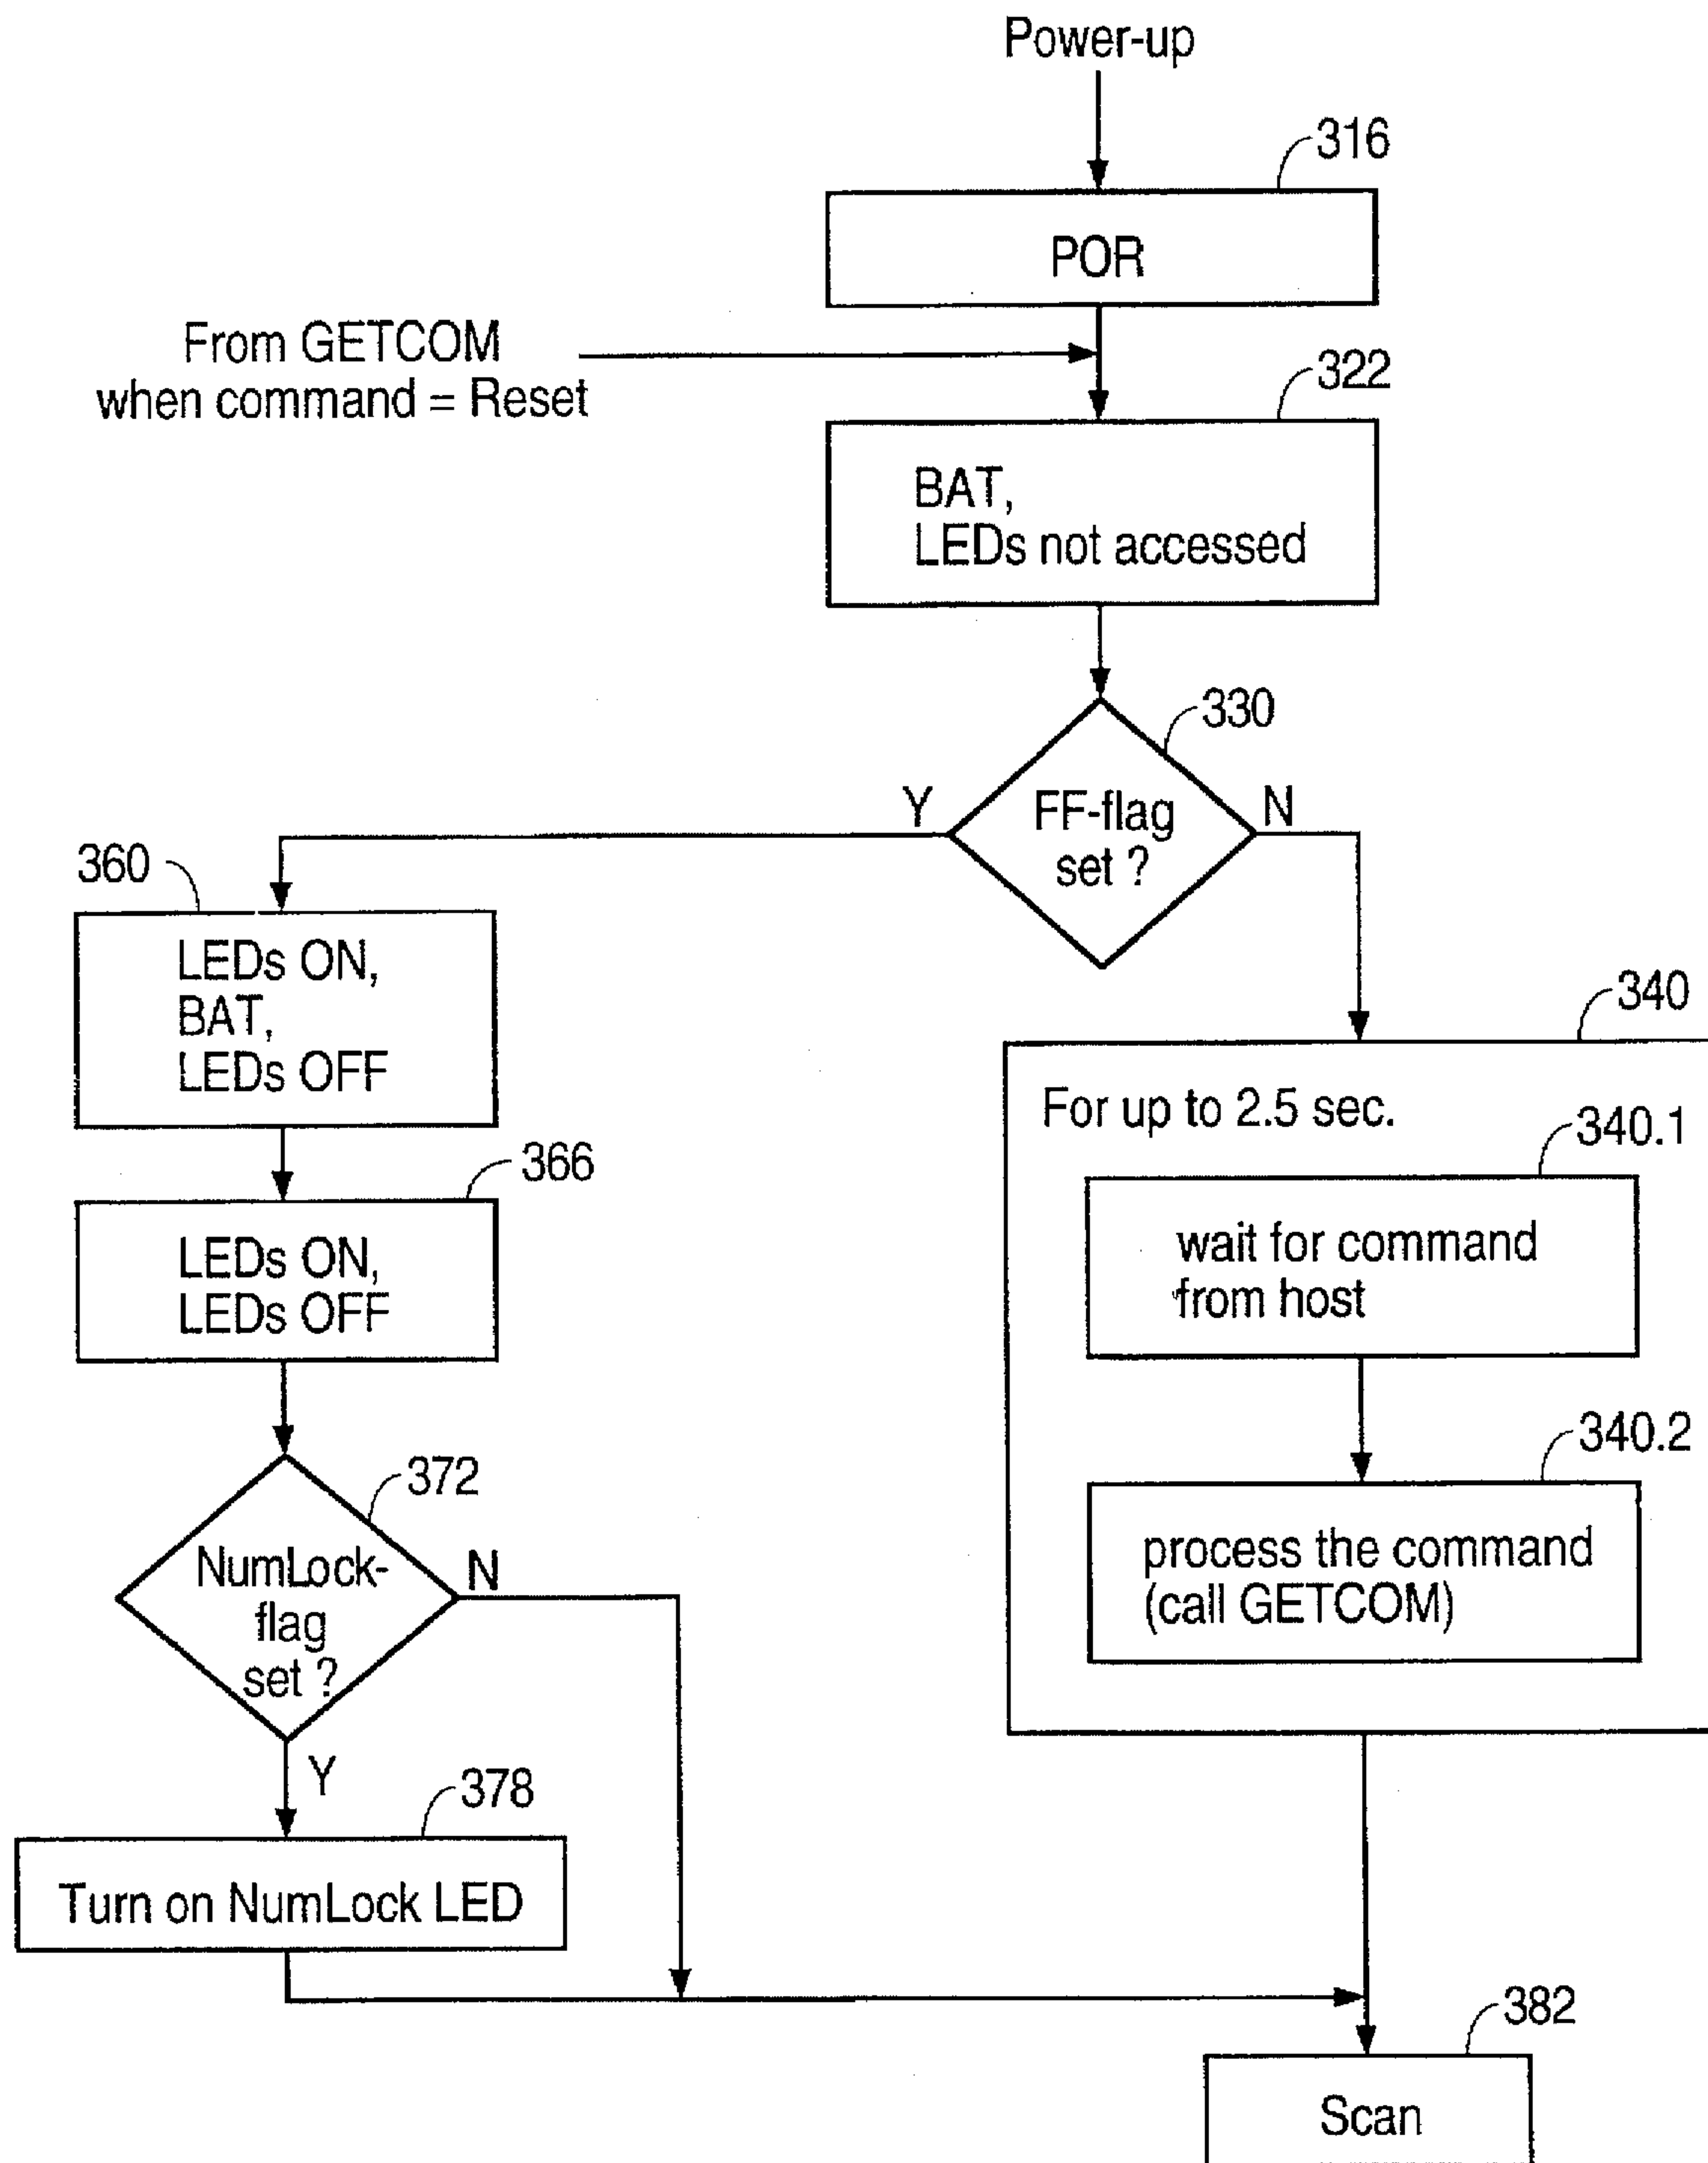 Power-up
316
POR
From GETCOM
when command = Reset
322
BAT,
LEDs not accessed
330
FF-flag
set ?
Y
N
360
LEDs ON,
BAT,
LEDs OFF
340
For up to 2.5 sec.
340.1
wait for command
from host
366
LEDs ON,
LEDs OFF
340.2
process the command
(call GETCOM)
372
NumLock-
flag
set ?
N
Y
378
Turn on NumLock LED
382
Scan